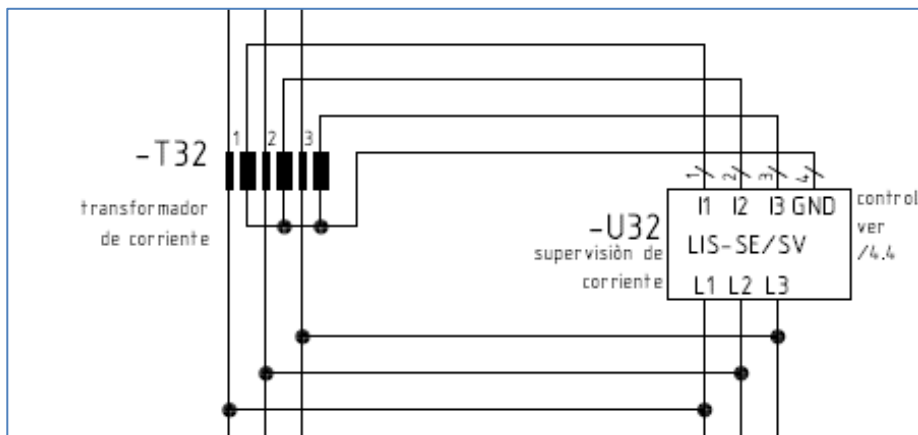 1 2 3
-T32
transformador
de corriente
1 2 3 4
I1 I2 I3 GND
control
ver
/4.4
-U32
LIS-SE/SV
supervisiòn de
corriente
L1 L2 L3